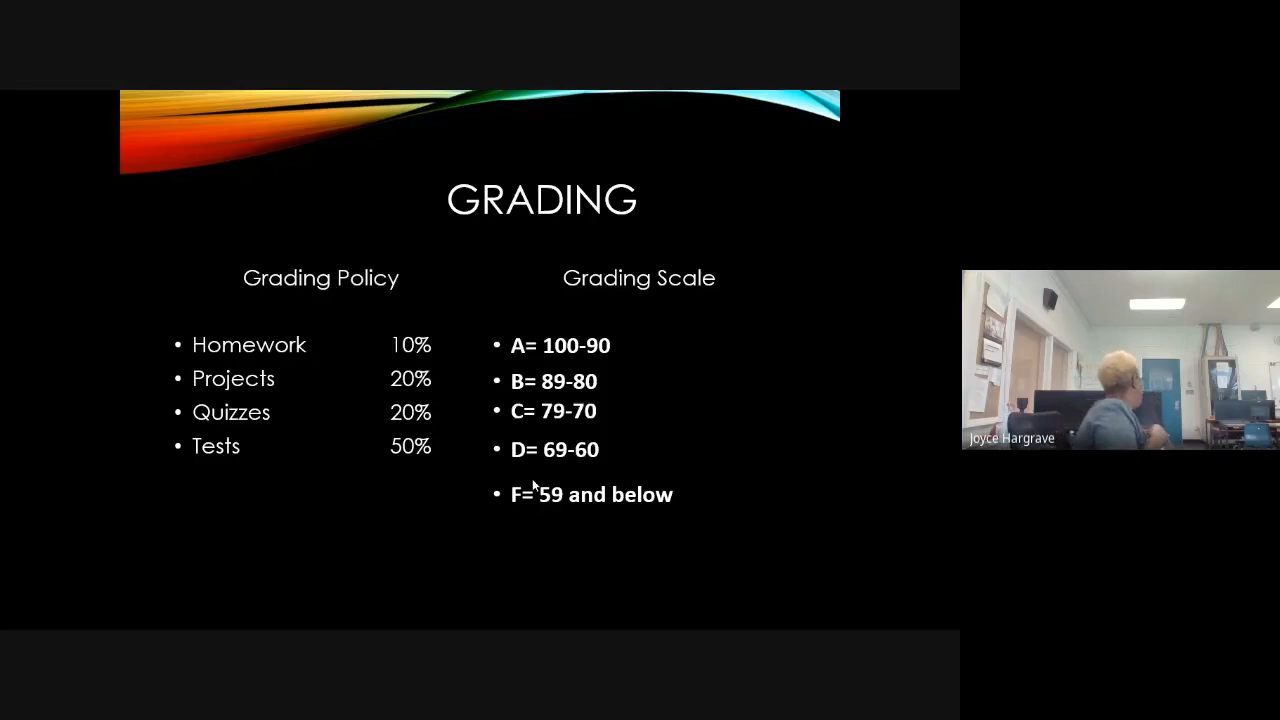 GRADING
Grading Policy
Homework 10%
Projects 20%
Quizzes 20%
Tests 50%
Grading Scale
A= 100-90
B= 89-80
C= 79-70
D= 69-60
F= 59 and below
Joyce Hargrave